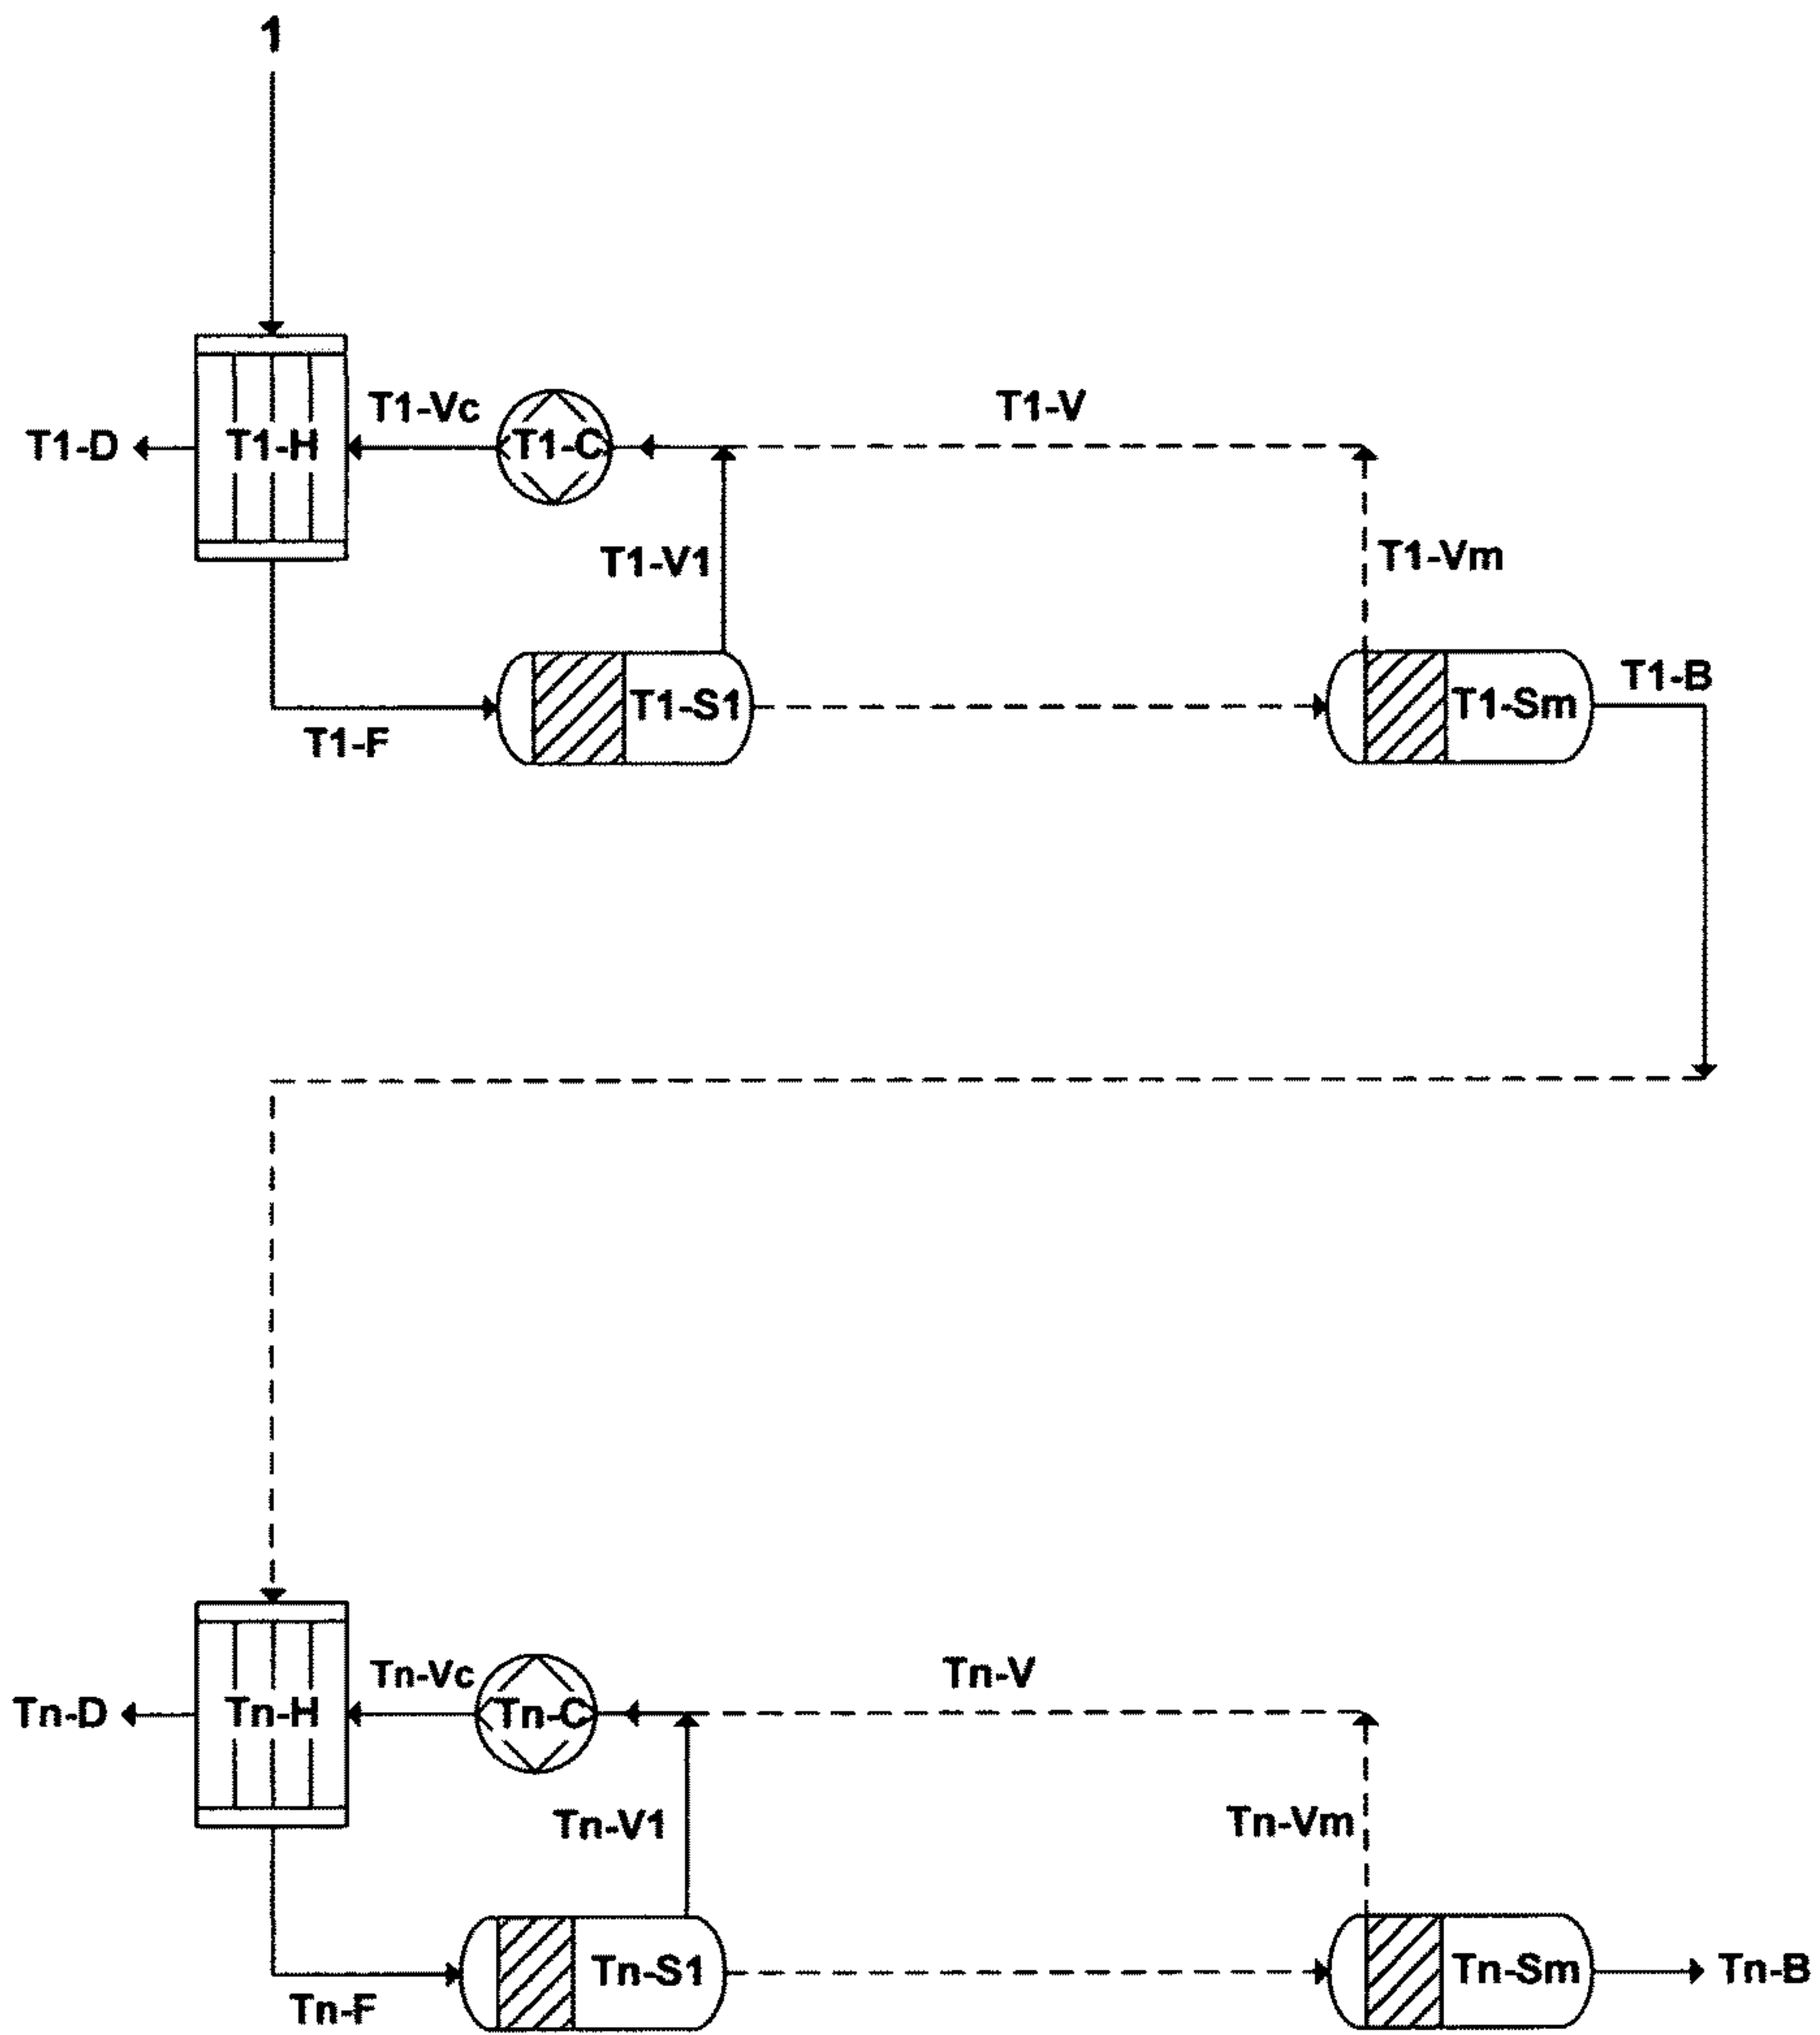 1
T1-Vc
T1-V
T1-D
T1-H
T1-C
T1-V1
T1-Vm
T1-S1
T1-Sm
T1-B
T1-F
Tn-Vc
Tn-V
Tn-D
Tn-H
Tn-C
Tn-V1
Tn-Vm
Tn-S1
Tn-Sm
Tn-B
Tn-F